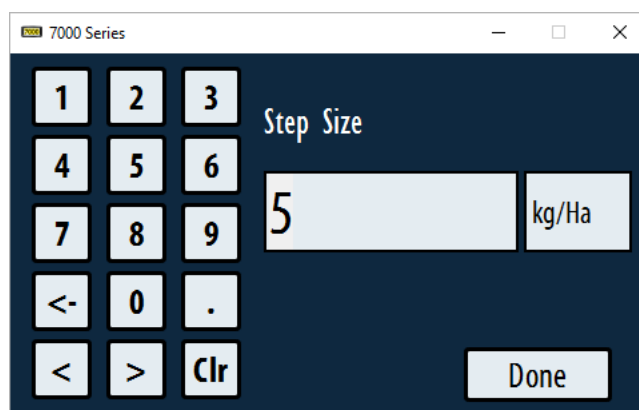 7000 7000 Series
1 2 3
Step Size
4 5 6
5 kg/Ha
7 8 9
<- 0 .
< > Clr
Done